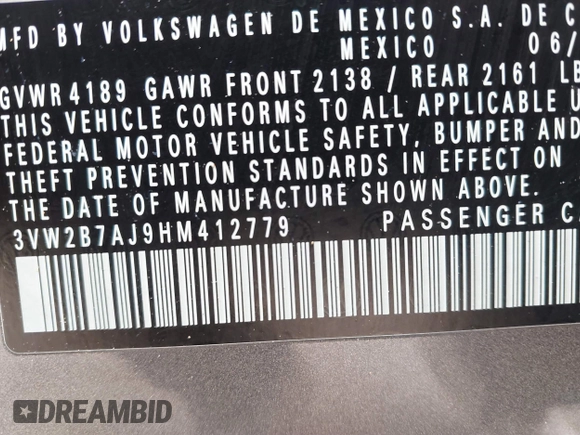 MFD BY VOLKSWAGEN DE MEXICO S.A. DE C
MEXICO 06/
GVWR 4189 GAWR FRONT 2138 / REAR 2161 LB
THIS VEHICLE CONFORMS TO ALL APPLICABLE U
FEDERAL MOTOR VEHICLE SAFETY, BUMPER AND
THEFT PREVENTION STANDARDS IN EFFECT ON
THE DATE OF MANUFACTURE SHOWN ABOVE.
3VW2B7AJ9HM412779 PASSENGER C
DREAMBID